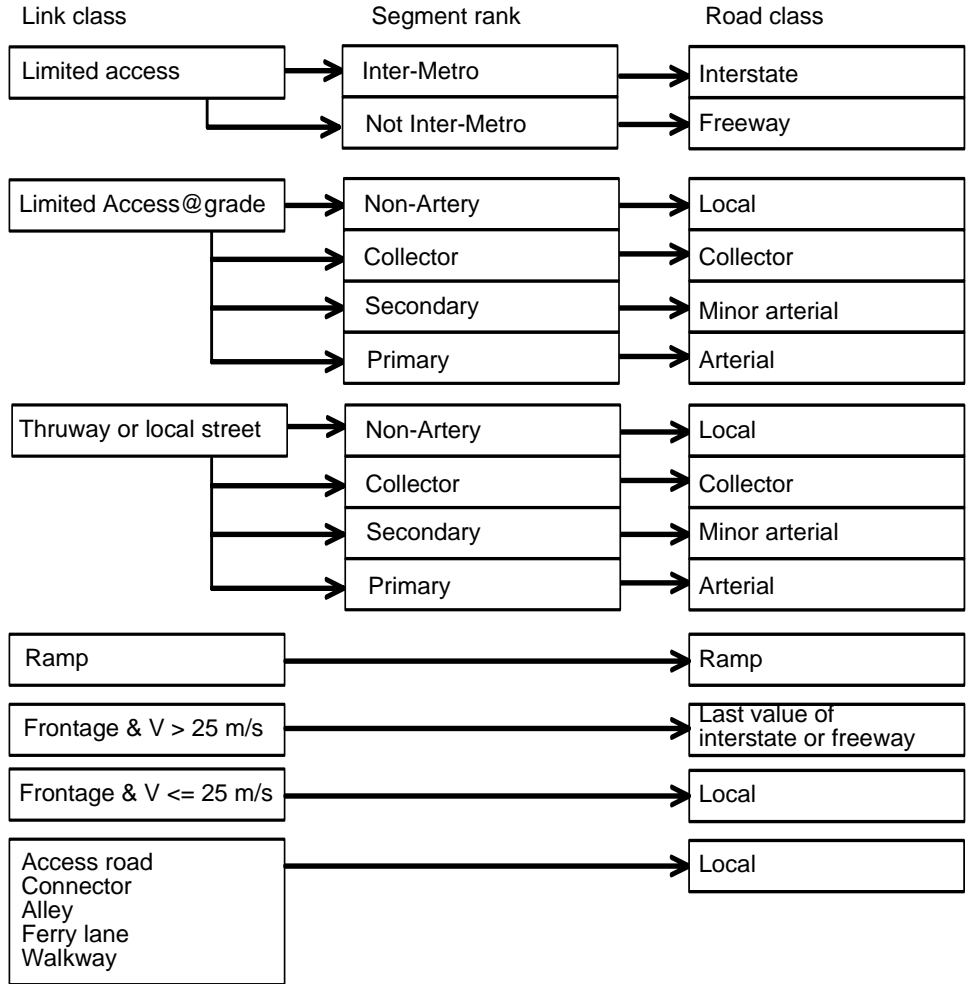 Link class Segment rank Road class
Limited access Inter-Metro Interstate
Not Inter-Metro Freeway
Limited Access@grade Non-Artery Local
Collector Collector
Secondary Minor arterial
Primary Arterial
Thruway or local street Non-Artery Local
Collector Collector
Secondary Minor arterial
Primary Arterial
Ramp Ramp
Frontage & V > 25 m/s Last value of
interstate or freeway
Frontage & V <= 25 m/s Local
Access road Local
Connector
Alley
Ferry lane
Walkway